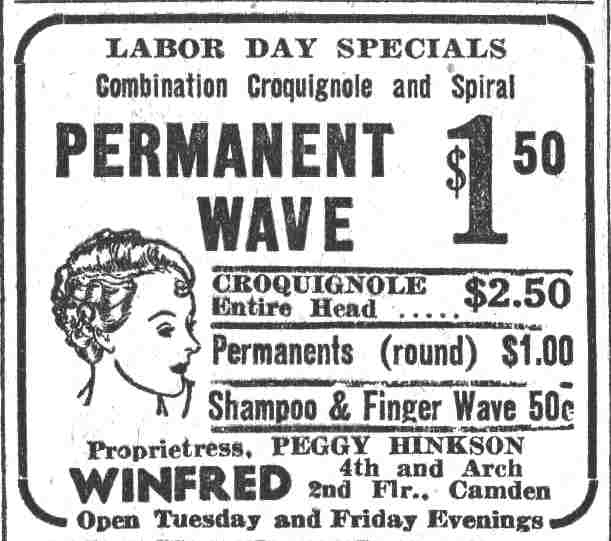 LABOR DAY SPECIALS
Combination Croquignole and Spiral
PERMANENT
WAVE
$1 50
CROQUIGNOLE
Entire Head ..... $2.50
Permanents (round) $1.00
Shampoo & Finger Wave 50c
Proprietress, PEGGY HINKSON
WINFRED
4th and Arch
2nd Flr., Camden
Open Tuesday and Friday Evenings